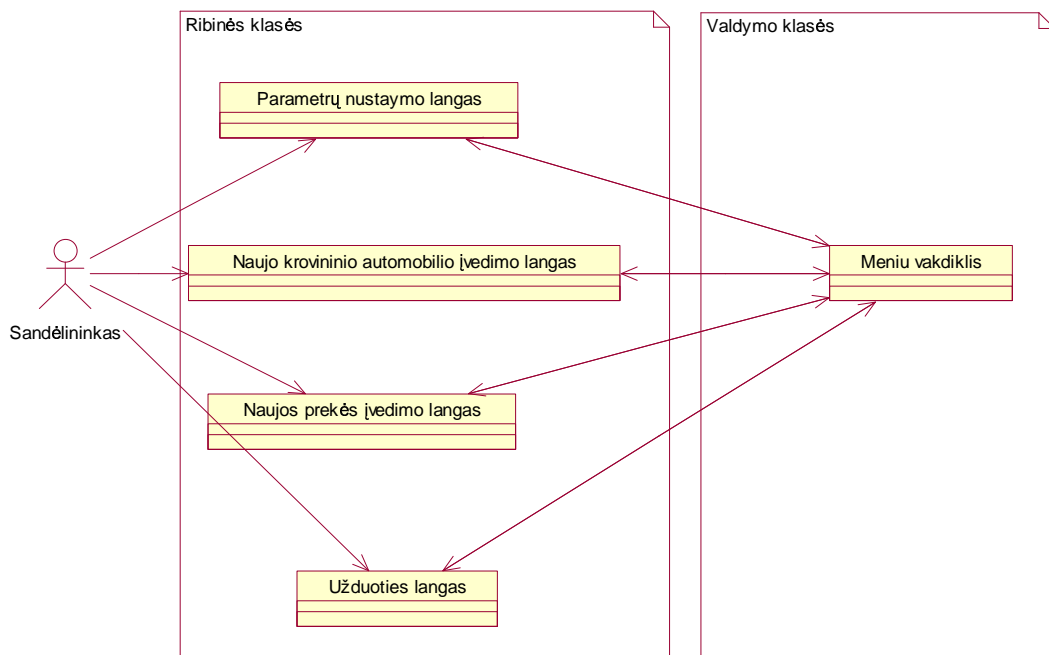 Ribinės klasės
Valdymo klasės
Parametrų nustaymo langas
Naujo krovininio automobilio įvedimo langas
Meniu vakdiklis
Sandėlininkas
Naujos prekės įvedimo langas
Užduoties langas